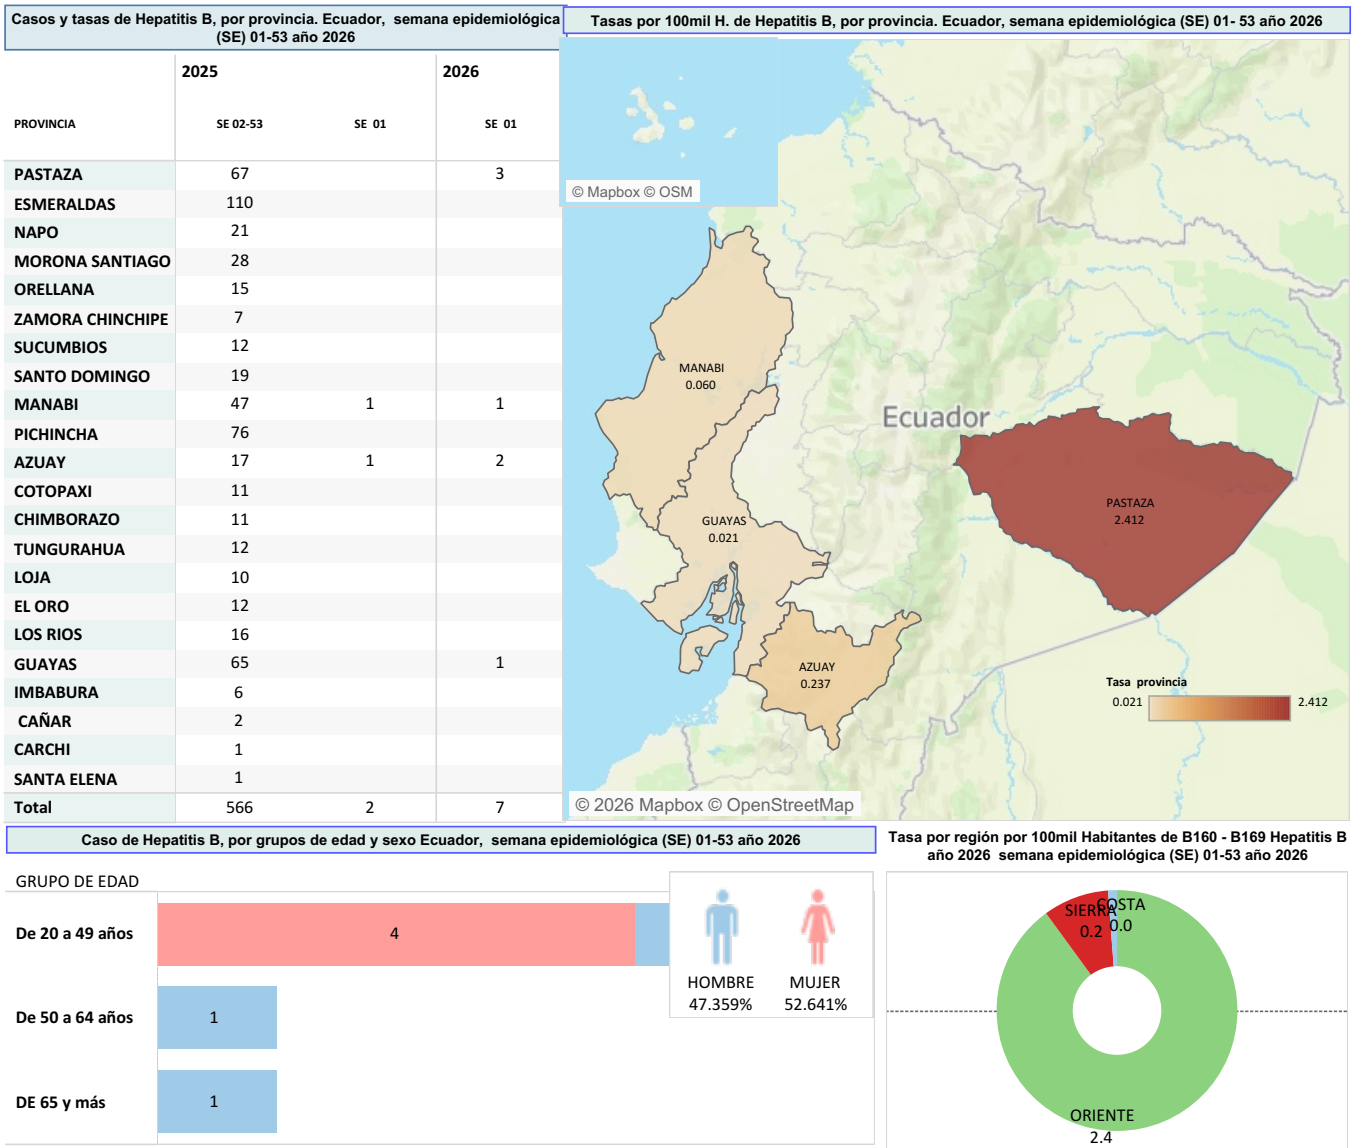 Casos y tasas de Hepatitis B, por provincia. Ecuador, semana epidemiológica
(SE) 01-53 año 2026
2025 2026
PROVINCIA SE 02-53 SE 01 SE 01
PASTAZA 67 3
ESMERALDAS 110
NAPO 21
MORONA SANTIAGO 28
ORELLANA 15
ZAMORA CHINCHIPE 7
SUCUMBIOS 12
SANTO DOMINGO 19
MANABI 47 1 1
PICHINCHA 76
AZUAY 17 1 2
COTOPAXI 11
CHIMBORAZO 11
TUNGURAHUA 12
LOJA 10
EL ORO 12
LOS RIOS 16
GUAYAS 65 1
IMBABURA 6
CAÑAR 2
CARCHI 1
SANTA ELENA 1
Total 566 2 7
Tasas por 100mil H. de Hepatitis B, por provincia. Ecuador, semana epidemiológica (SE) 01- 53 año 2026
© Mapbox © OSM
MANABI
0.060
Ecuador
PASTAZA
2.412
GUAYAS
0.021
AZUAY
0.237
Tasa provincia
0.021 2.412
© 2026 Mapbox © OpenStreetMap
Caso de Hepatitis B, por grupos de edad y sexo Ecuador, semana epidemiológica (SE) 01-53 año 2026
GRUPO DE EDAD
De 20 a 49 años 4
De 50 a 64 años 1
DE 65 y más 1
HOMBRE MUJER
47.359% 52.641%
Tasa por región por 100mil Habitantes de B160 - B169 Hepatitis B
año 2026 semana epidemiológica (SE) 01-53 año 2026
COSTA
0.0
SIERRA
0.2
ORIENTE
2.4